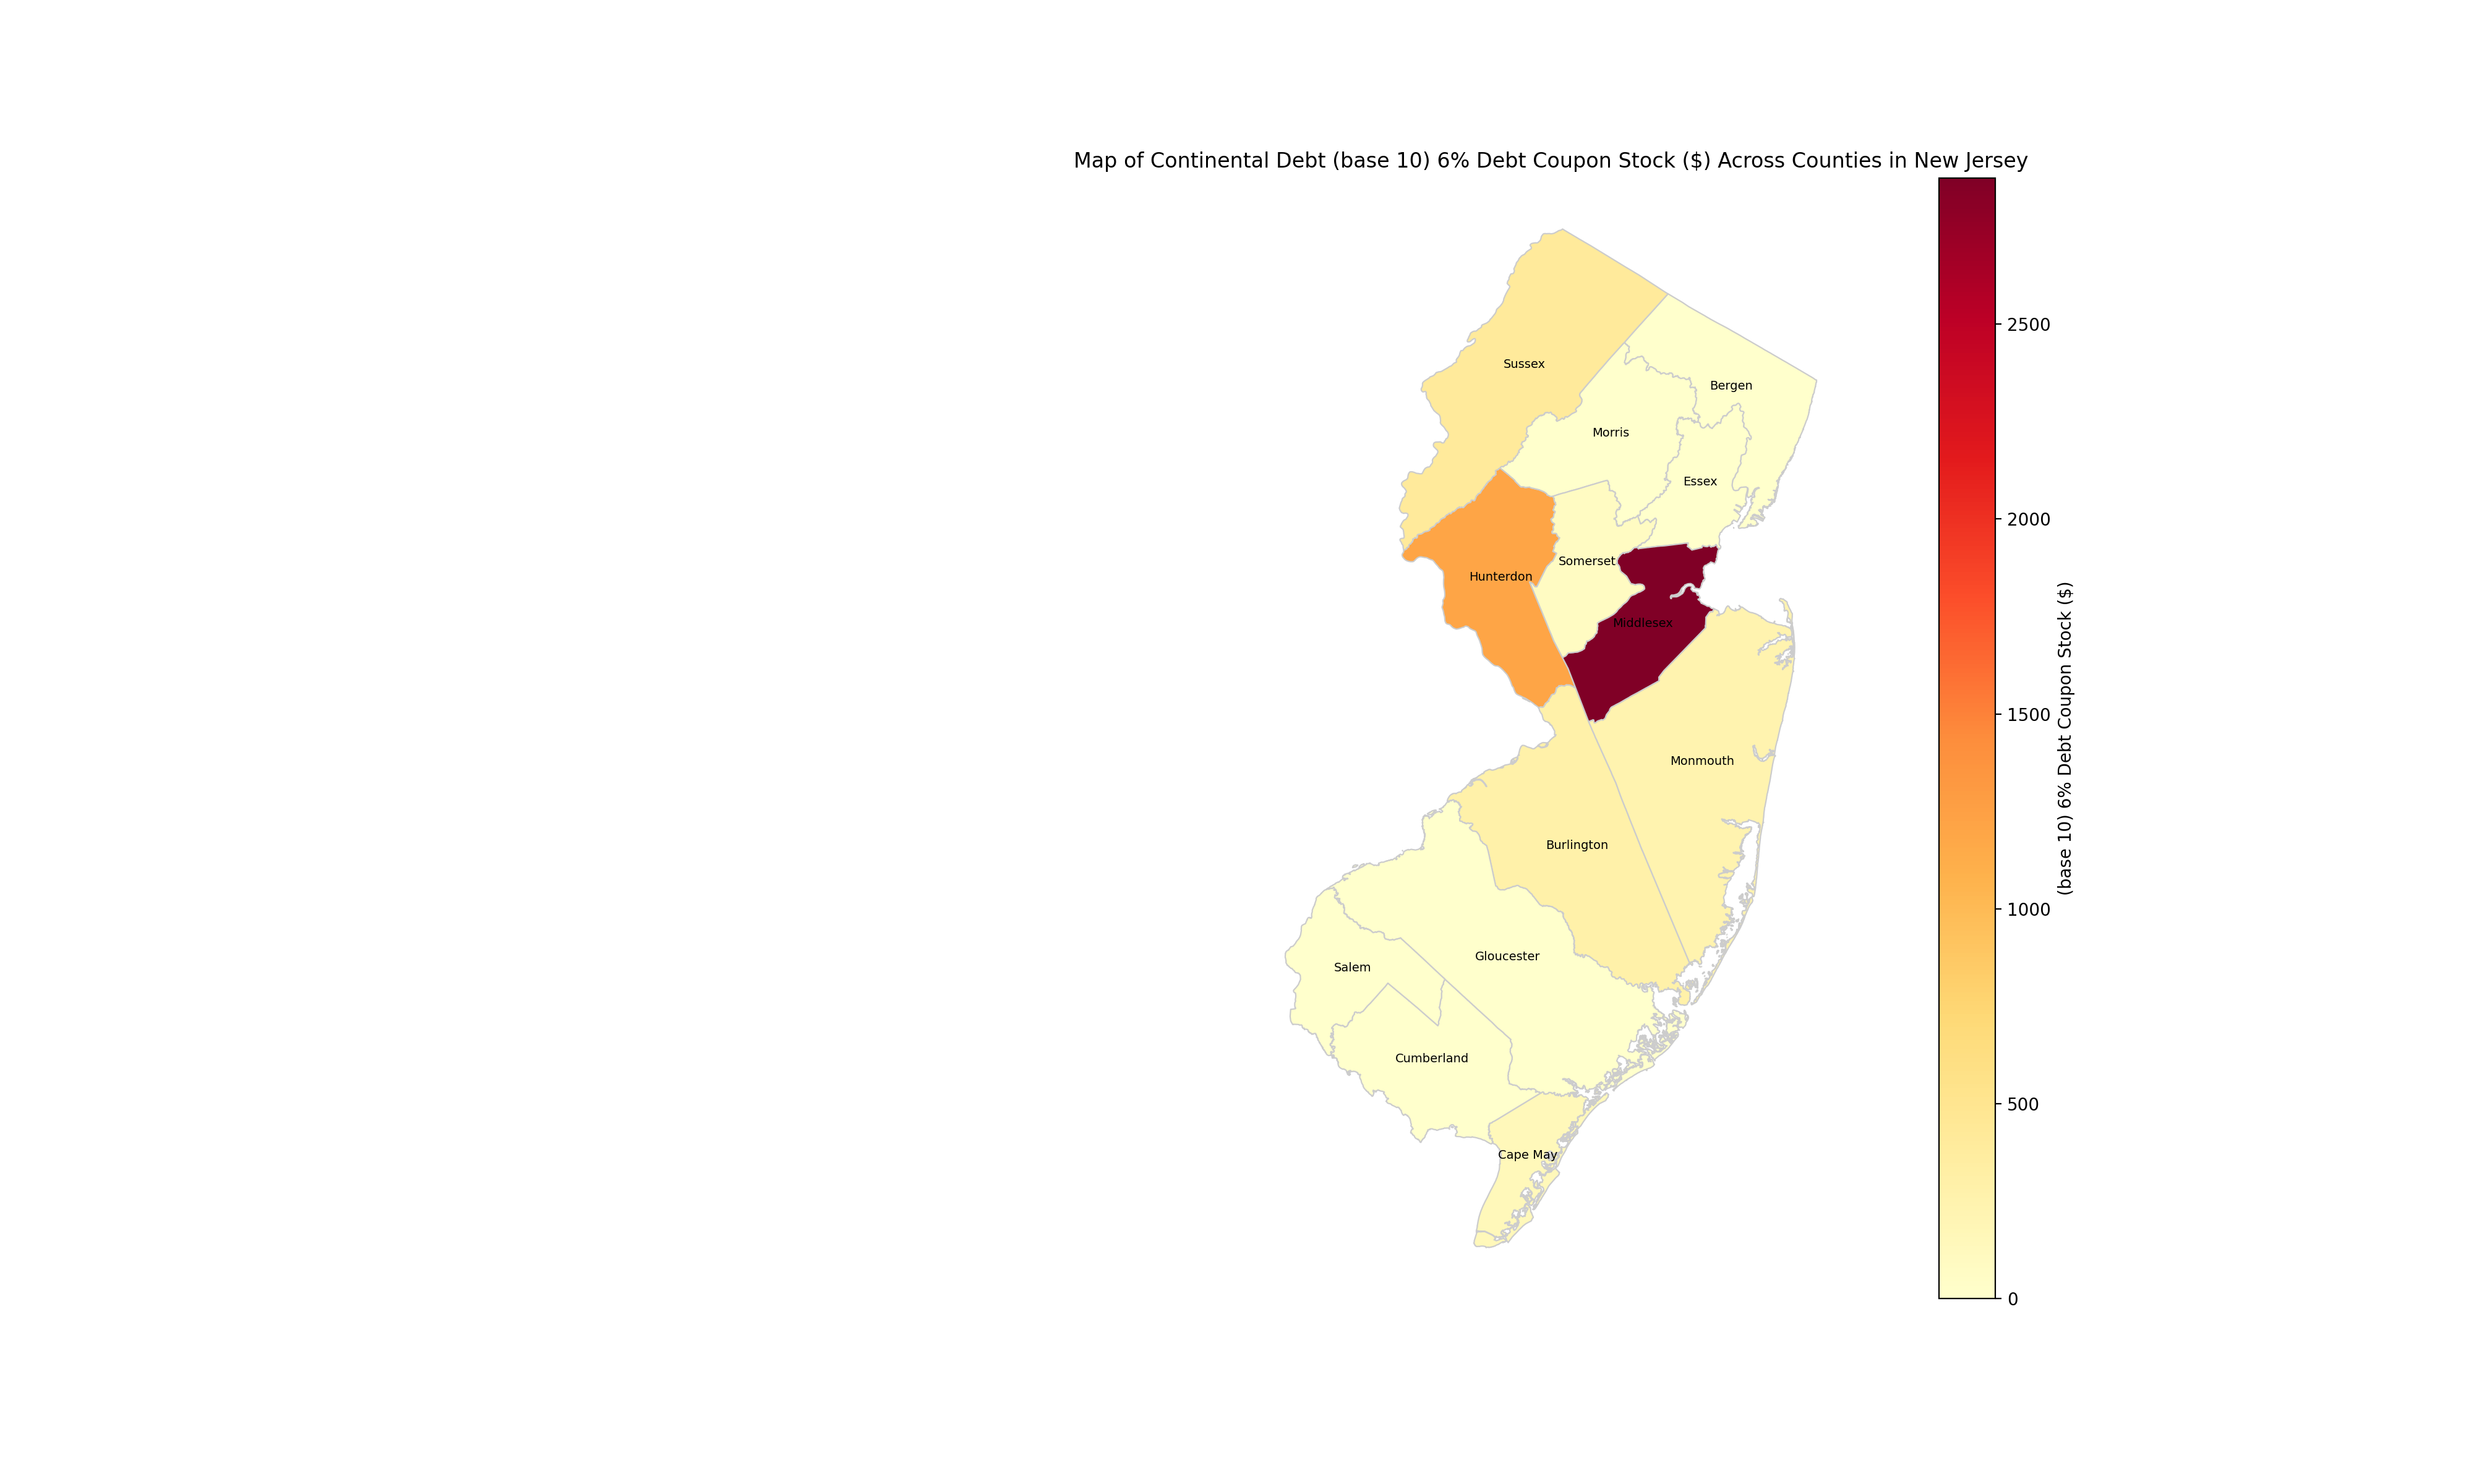 Map of Continental Debt (base 10) 6% Debt Coupon Stock ($) Across Counties in New Jersey
Sussex
Bergen
Morris
Essex
Somerset
Hunterdon
Middlesex
Monmouth
Burlington
Gloucester
Salem
Cumberland
Cape May
2500
2000
1500
1000
500
0
(base 10) 6% Debt Coupon Stock ($)